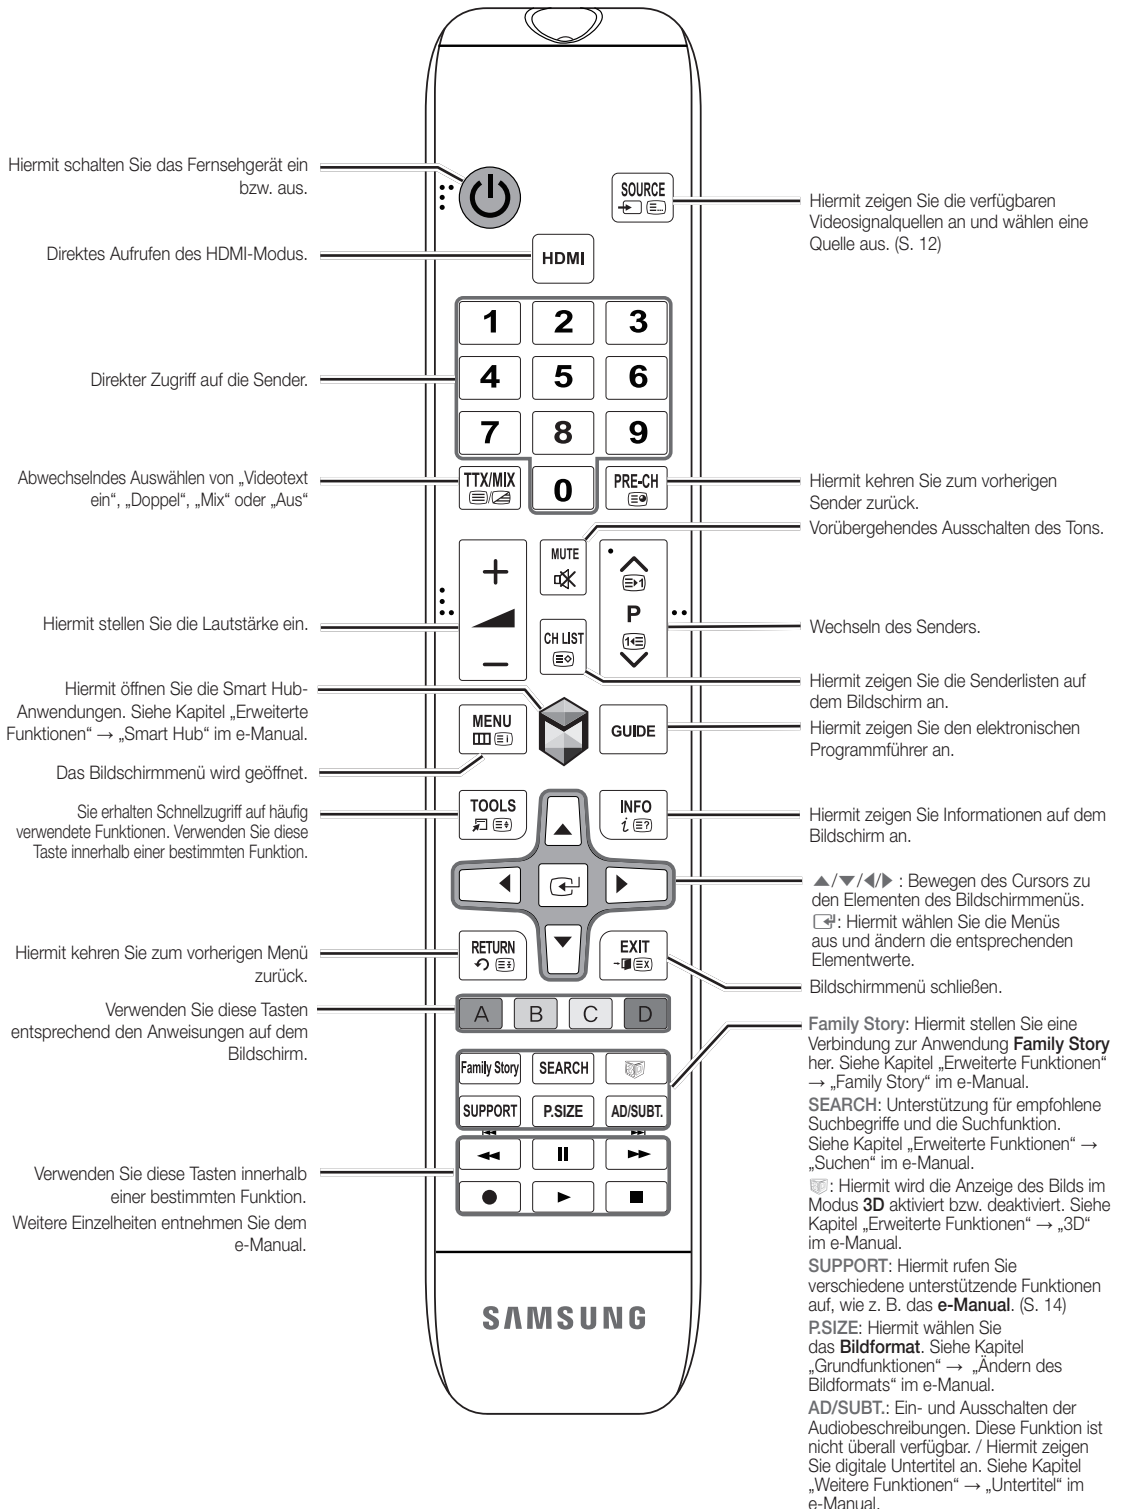 Hiermit schalten Sie das Fernsehgerät ein
bzw. aus.
SOURCE
Hiermit zeigen Sie die verfügbaren
Videosignalquellen an und wählen eine
Quelle aus. (S. 12)
Direktes Aufrufen des HDMI-Modus.
HDMI
1 2 3
Direkter Zugriff auf die Sender.
4 5 6
7 8 9
Abwechselndes Auswählen von „Videotext
ein“, „Doppel“, „Mix“ oder „Aus“
TTX/MIX
0
PRE-CH
Hiermit kehren Sie zum vorherigen
Sender zurück.
MUTE
Vorübergehendes Ausschalten des Tons.
Hiermit stellen Sie die Lautstärke ein.
+
−
P
Wechseln des Senders.
CH LIST
Hiermit zeigen Sie die Senderlisten auf
dem Bildschirm an.
Hiermit öffnen Sie die Smart Hub-
Anwendungen. Siehe Kapitel „Erweiterte
Funktionen“ → „Smart Hub“ im e-Manual.
MENU
GUIDE
Hiermit zeigen Sie den elektronischen
Programmführer an.
Das Bildschirmmenü wird geöffnet.
Sie erhalten Schnellzugriff auf häufig
verwendete Funktionen. Verwenden Sie diese
Taste innerhalb einer bestimmten Funktion.
TOOLS
INFO
Hiermit zeigen Sie Informationen auf dem
Bildschirm an.
▲/▼/◀/▶ : Bewegen des Cursors zu
den Elementen des Bildschirmmenüs.
: Hiermit wählen Sie die Menüs
aus und ändern die entsprechenden
Elementwerte.
Hiermit kehren Sie zum vorherigen Menü
zurück.
RETURN
EXIT
Bildschirmmenü schließen.
Verwenden Sie diese Tasten
entsprechend den Anweisungen auf dem
Bildschirm.
A B C D
Family Story SEARCH
SUPPORT P.SIZE AD/SUBT.
Family Story: Hiermit stellen Sie eine
Verbindung zur Anwendung Family Story
her. Siehe Kapitel „Erweiterte Funktionen“
→ „Family Story“ im e-Manual.
SEARCH: Unterstützung für empfohlene
Suchbegriffe und die Suchfunktion.
Siehe Kapitel „Erweiterte Funktionen“ →
„Suchen“ im e-Manual.
: Hiermit wird die Anzeige des Bilds im
Modus 3D aktiviert bzw. deaktiviert. Siehe
Kapitel „Erweiterte Funktionen“ → „3D“
im e-Manual.
SUPPORT: Hiermit rufen Sie
verschiedene unterstützende Funktionen
auf, wie z. B. das e-Manual. (S. 14)
P.SIZE: Hiermit wählen Sie
das Bildformat. Siehe Kapitel
„Grundfunktionen“ → „Ändern des
Bildformats“ im e-Manual.
AD/SUBT.: Ein- und Ausschalten der
Audiobeschreibungen. Diese Funktion ist
nicht überall verfügbar. / Hiermit zeigen
Sie digitale Untertitel an. Siehe Kapitel
„Weitere Funktionen“ → „Untertitel“ im
e-Manual.
Verwenden Sie diese Tasten innerhalb
einer bestimmten Funktion.
Weitere Einzelheiten entnehmen Sie dem
e-Manual.
SAMSUNG